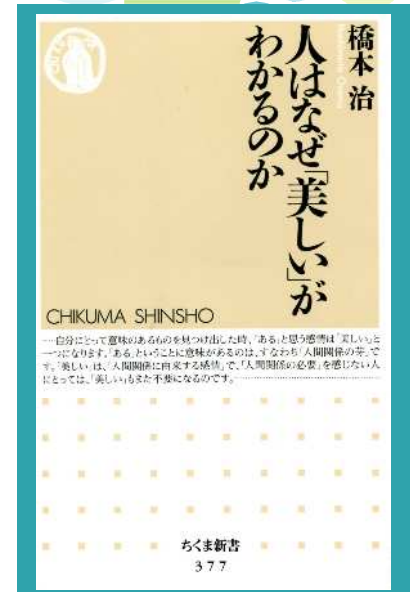 橋本 治
Hashimoto Osamu
人はなぜ「美しい」が
わかるのか
CHIKUMA SHINSHO
…自分にとって意味のあるものを見つけ出した時、「ある」と思う感情は「美しい」と
一つになります。「ある」ということに意味があるのは、すなわち「人間関係の芽」で
す。「美しい」は、「人間関係に由来する感情」で、「人間関係の必要」を感じない人
にとっては、「美しい」もまた不要になるのです。…
ちくま新書
377